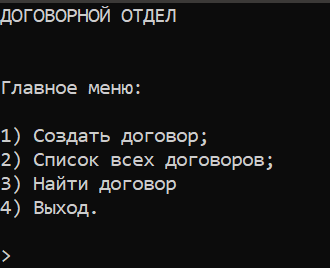 ДОГОВОРНОЙ ОТДЕЛ
Главное меню:
1) Создать договор;
2) Список всех договоров;
3) Найти договор
4) Выход.
>